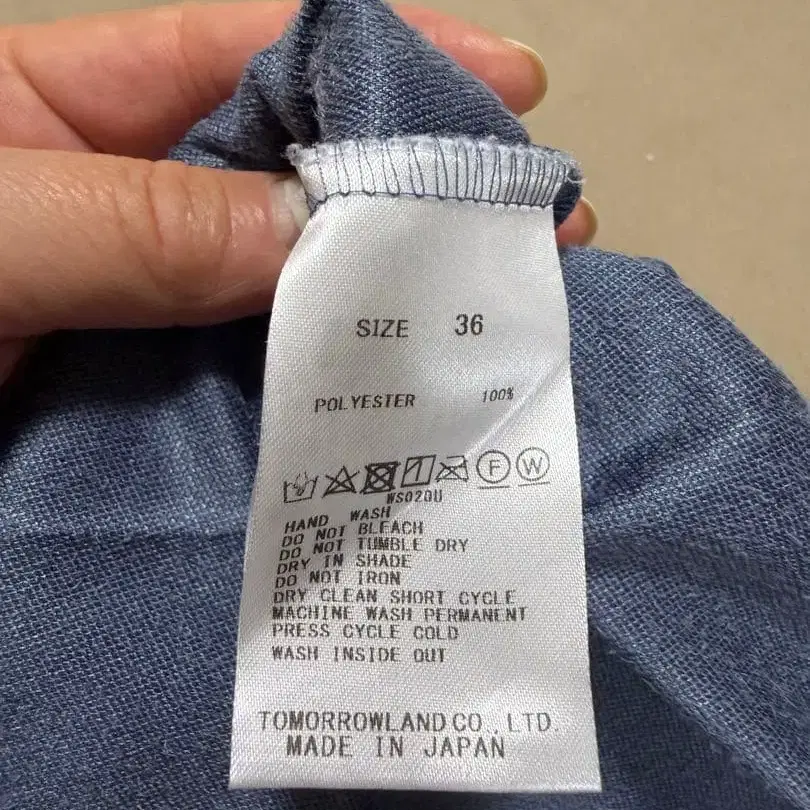 SIZE 36
POLYESTER 100%
F W
WS020U
HAND WASH
DO NOT BLEACH
DO NOT TUMBLE DRY
DRY IN SHADE
DO NOT IRON
DRY CLEAN SHORT CYCLE
MACHINE WASH PERMANENT
PRESS CYCLE COLD
WASH INSIDE OUT
TOMORROWLAND CO., LTD.
MADE IN JAPAN